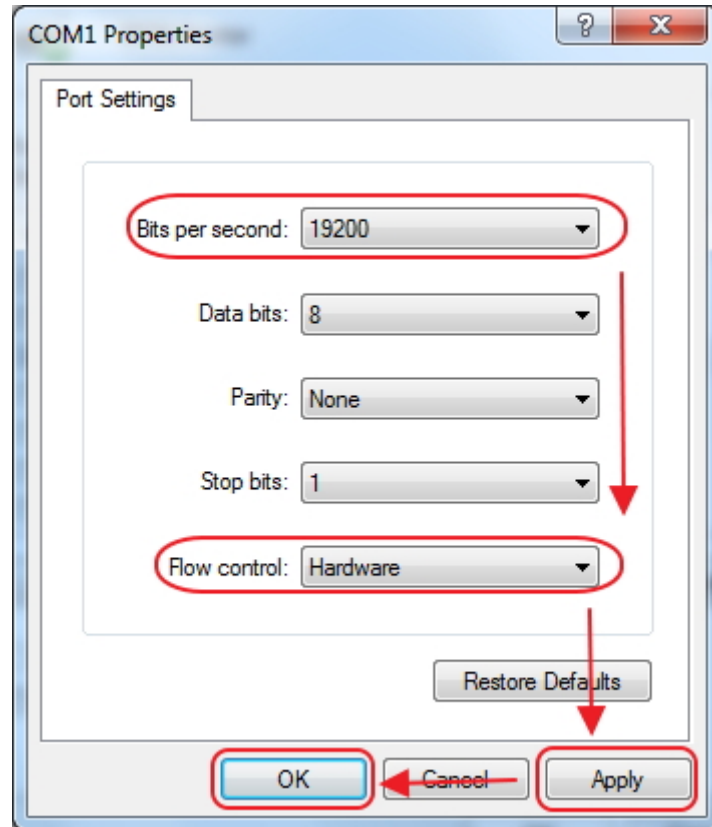 COM1 Properties
Port Settings
Bits per second: 19200
Data bits: 8
Parity: None
Stop bits: 1
Flow control: Hardware
Restore Defaults
OK Cancel Apply